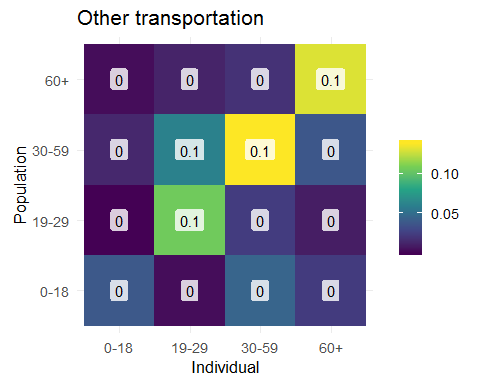 Other transportation
Population
60+
0 0 0 0.1
30-59
0 0.1 0.1 0
19-29
0 0.1 0 0
0-18
0 0 0 0
0-18 19-29 30-59 60+
Individual
0.10
0.05